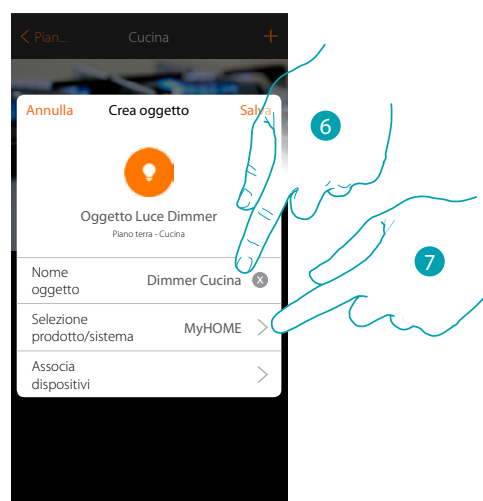 Pian... Cucina
Annulla Crea oggetto Salva
6
Oggetto Luce Dimmer
Piano terra - Cucina
Nome
oggetto
Dimmer Cucina
7
Selezione
prodotto/sistema
MyHOME
Associa
dispositivi